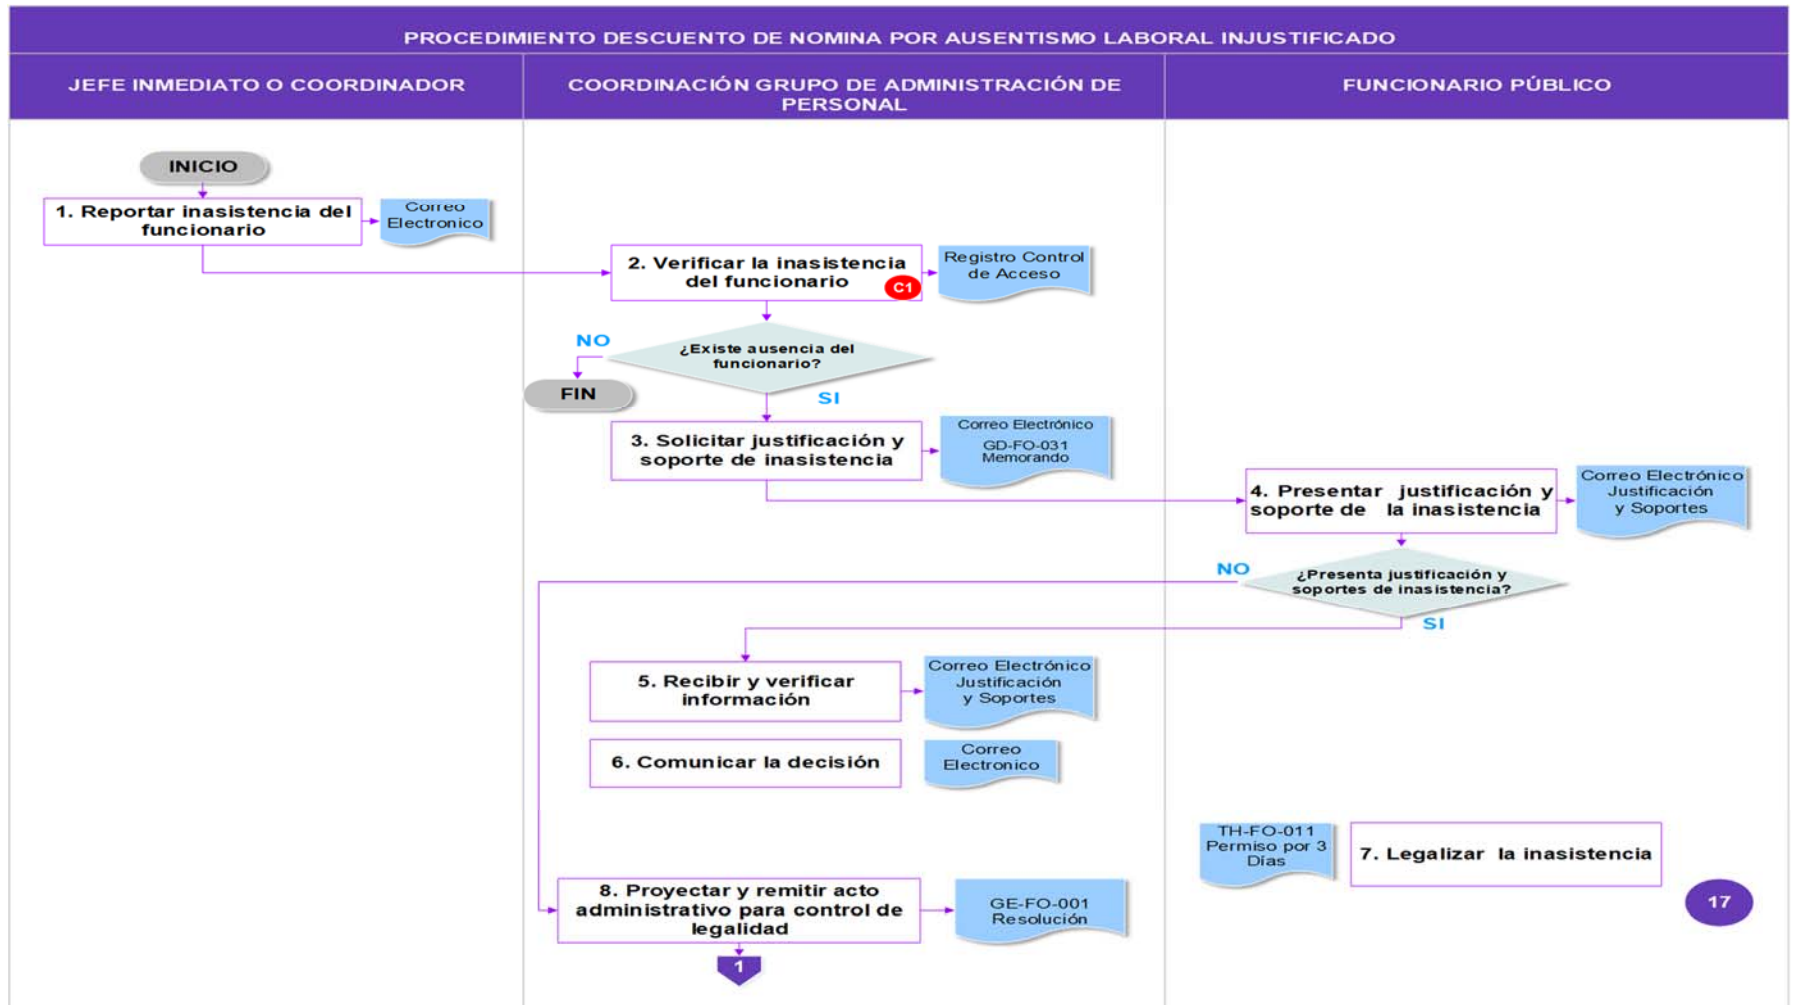 PROCEDIMIENTO DESCUENTO DE NOMINA POR AUSENTISMO LABORAL INJUSTIFICADO
JEFE INMEDIATO O COORDINADOR
COORDINACIÓN GRUPO DE ADMINISTRACIÓN DE
PERSONAL
FUNCIONARIO PÚBLICO
INICIO
1. Reportar inasistencia del
funcionario
Correo
Electronico
2. Verificar la inasistencia
del funcionario
C1
Registro Control
de Acceso
¿Existe ausencia del
funcionario?
NO
FIN
SI
3. Solicitar justificación y
soporte de inasistencia
Correo Electrónico
GD-FO-031
Memorando
4. Presentar justificación y
soporte de la inasistencia
Correo Electrónico
Justificación
y Soportes
¿Presenta justificación y
soportes de inasistencia?
NO
SI
5. Recibir y verificar
información
Correo Electrónico
Justificación
y Soportes
6. Comunicar la decisión
Correo
Electronico
TH-FO-011
Permiso por 3
Días
7. Legalizar la inasistencia
8. Proyectar y remitir acto
administrativo para control de
legalidad
GE-FO-001
Resolución
17
1